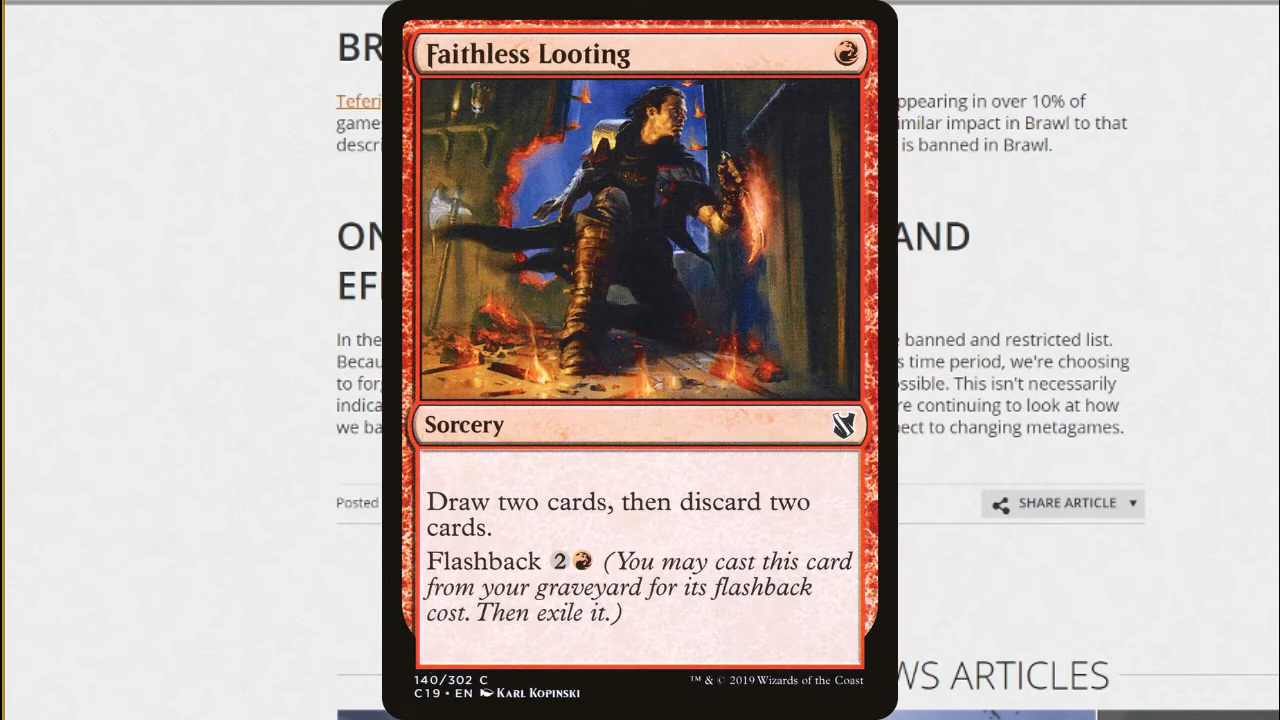 BR
Teferi
ppearing in over 10% of
game
imilar impact in Brawl to that
descri
is banned in Brawl.
ON
AND
EF
In the
e banned and restricted list.
Becau
s time period, we're choosing
to for
ossible. This isn't necessarily
indica
re continuing to look at how
we ba
pect to changing metagames.
Posted
SHARE ARTICLE
WS ARTICLES
Faithless Looting
Sorcery
Draw two cards, then discard two
cards.
Flashback 2 (You may cast this card
from your graveyard for its flashback
cost. Then exile it.)
140/302 C
™ & © 2019 Wizards of the Coast
C19 • EN Karl Kopinski